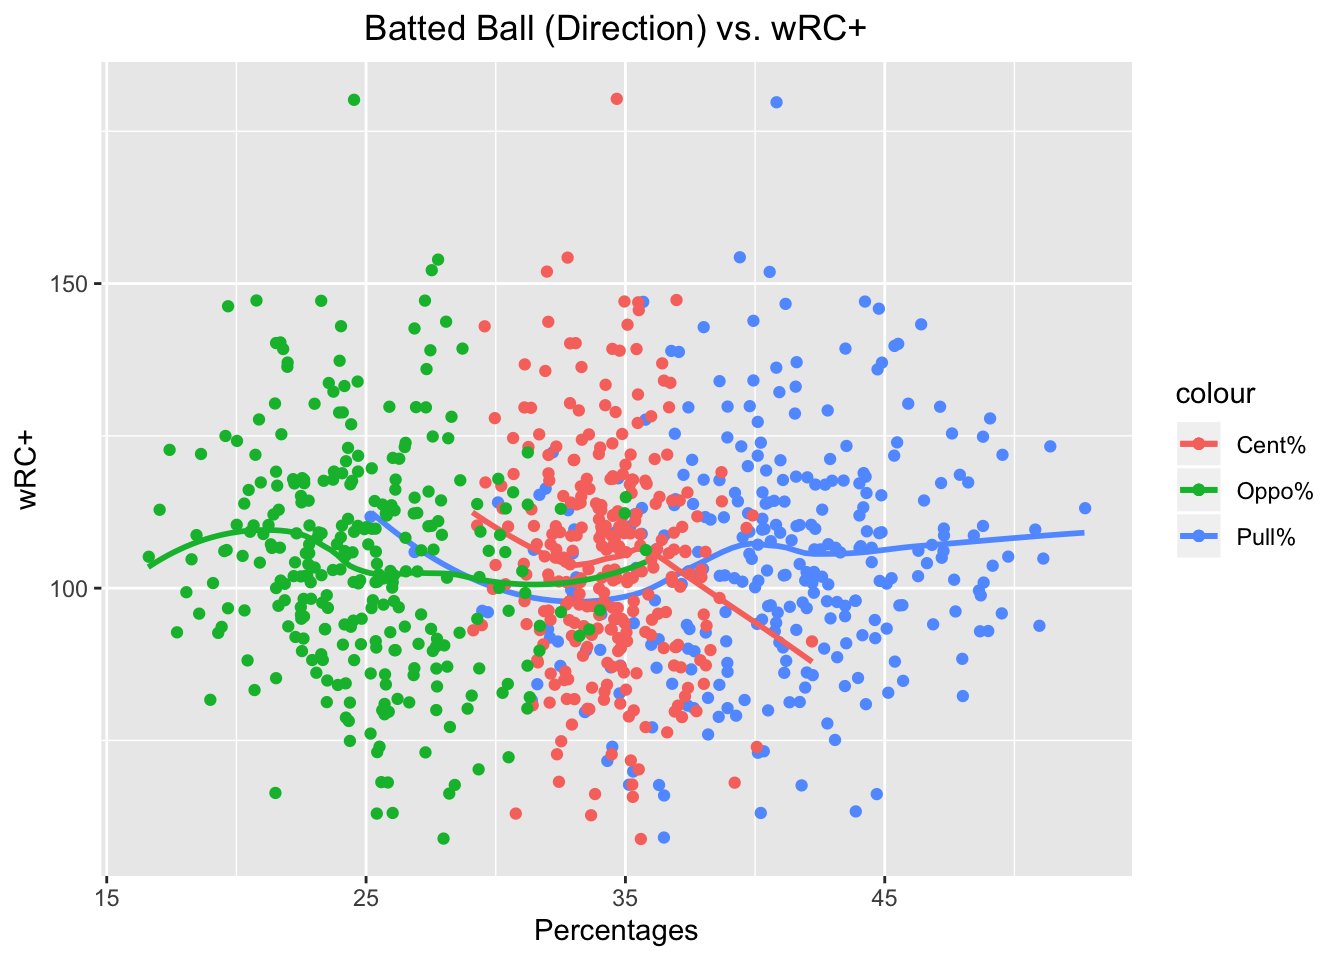 Batted Ball (Direction) vs. wRC+
wRC+
150
100
15
25
35
45
Percentages
colour
Cent%
Oppo%
Pull%